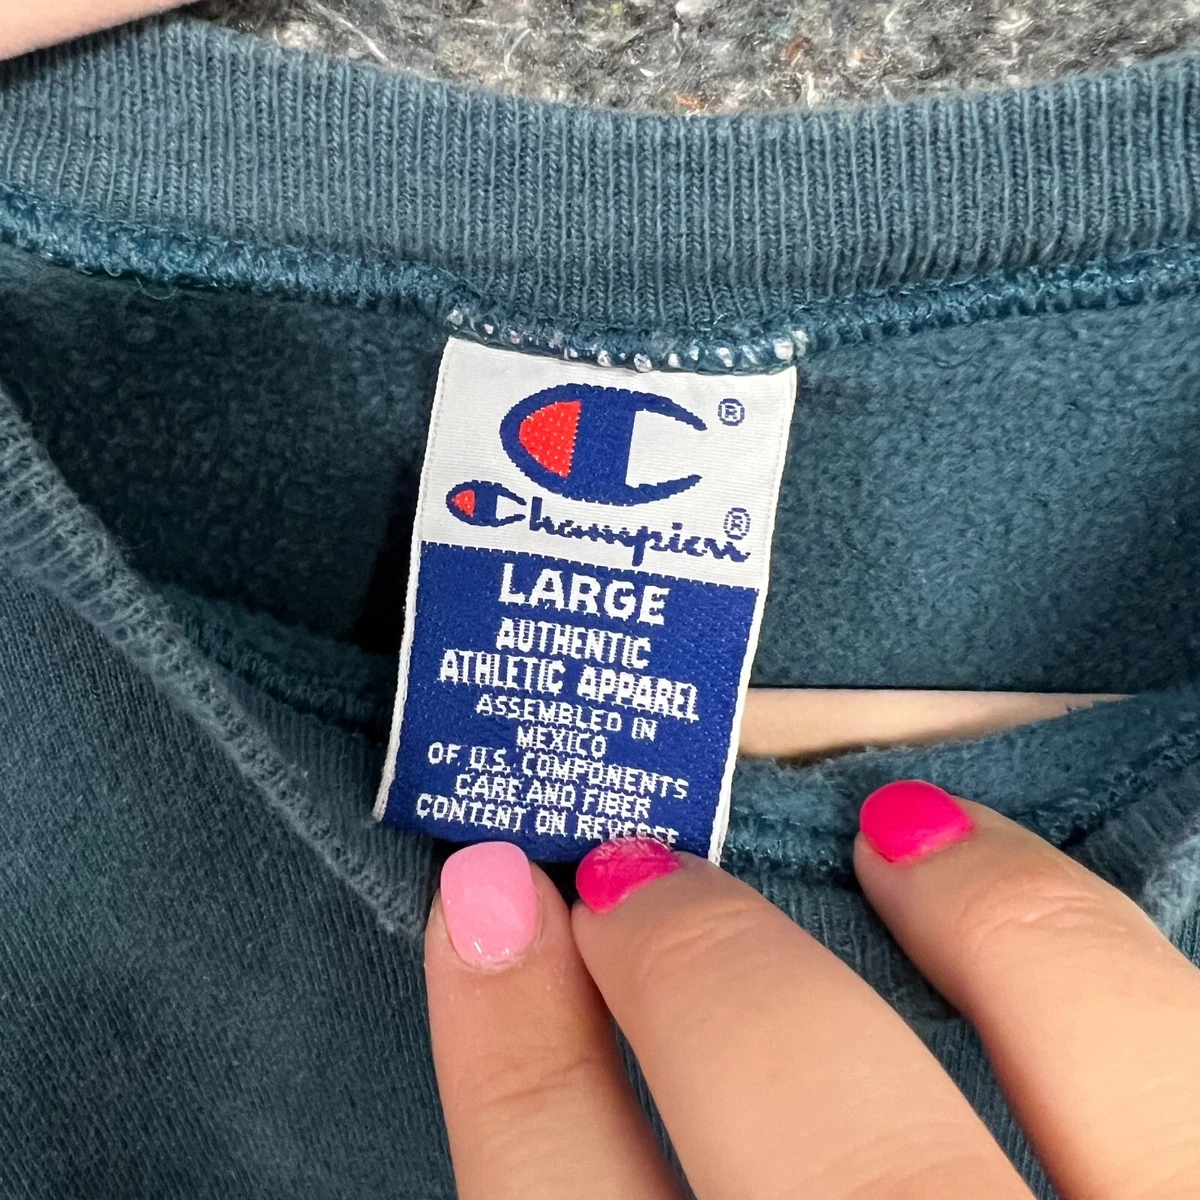 ®
Champion®
LARGE
AUTHENTIC
ATHLETIC APPAREL
ASSEMBLED IN
MEXICO
OF U.S. COMPONENTS
CARE AND FIBER
CONTENT ON REVERSE